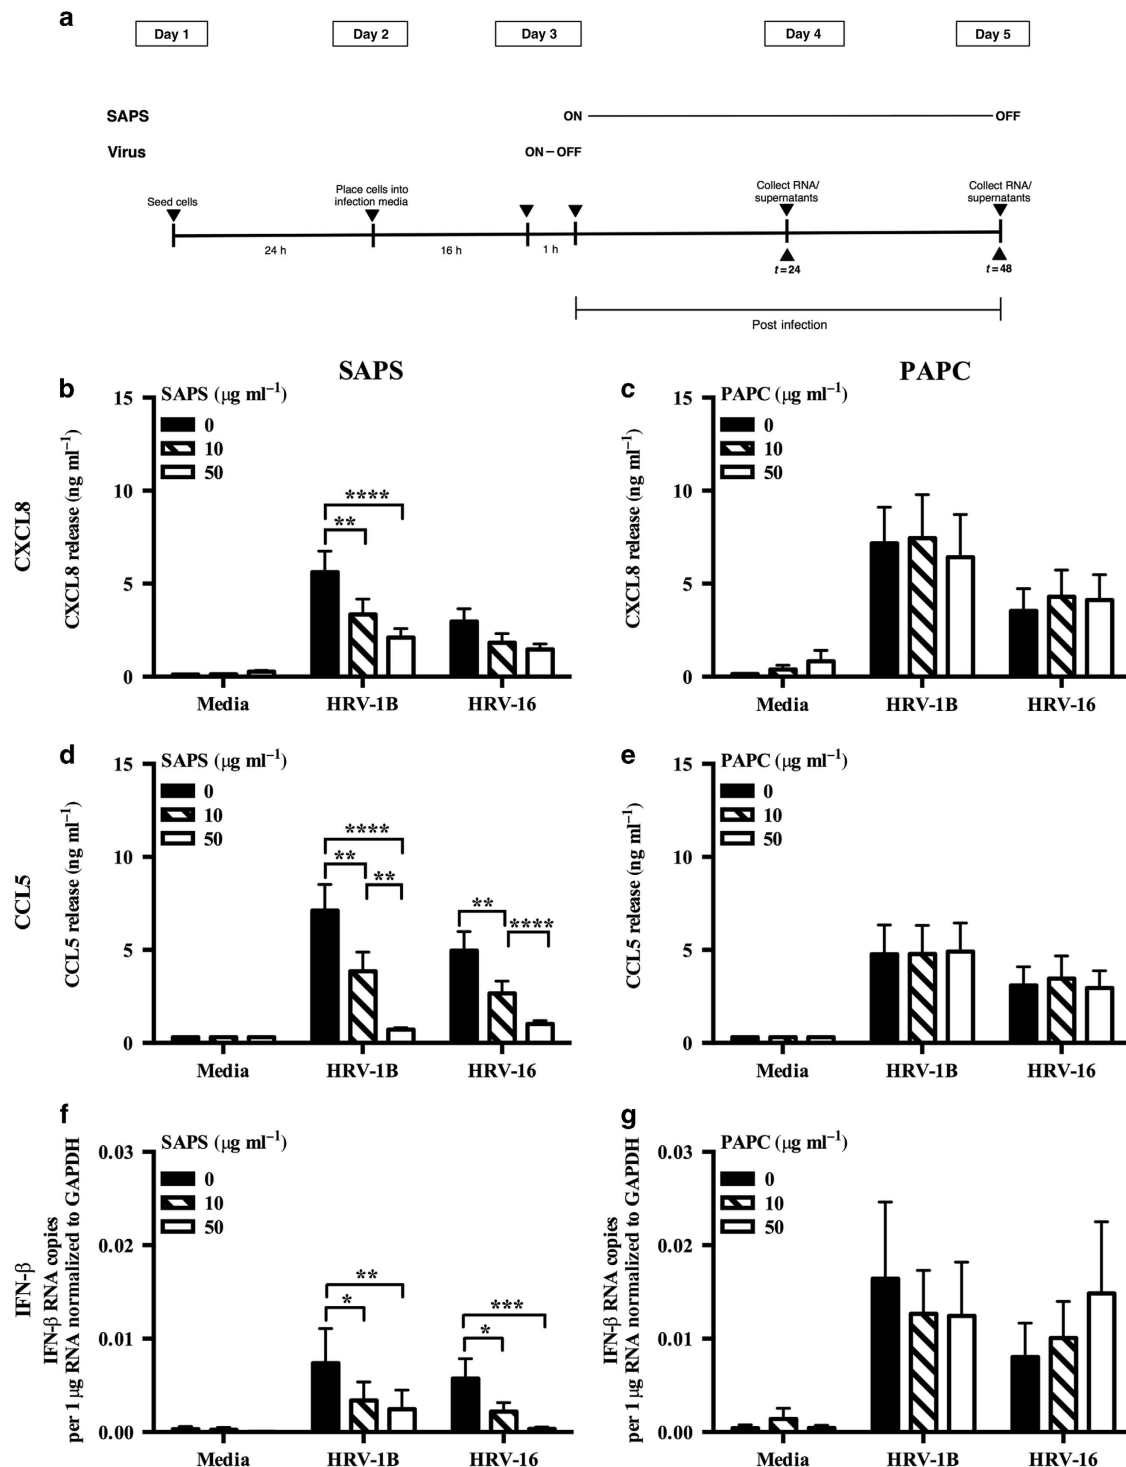 a
Day 1
Day 2
Day 3
Day 4
Day 5
SAPS
ON
OFF
Virus
ON – OFF
Seed cells
Place cells into
infection media
Collect RNA/
supernatants
Collect RNA/
supernatants
24 h
16 h
1 h
t = 24
t = 48
Post infection
SAPS
PAPC
CXCL8
b
SAPS (μg ml⁻¹)
0
10
50
CXCL8 release (ng ml⁻¹)
15
10
5
0
****
**
Media
HRV-1B
HRV-16
c
PAPC (μg ml⁻¹)
0
10
50
CXCL8 release (ng ml⁻¹)
15
10
5
0
Media
HRV-1B
HRV-16
CCL5
d
SAPS (μg ml⁻¹)
0
10
50
CCL5 release (ng ml⁻¹)
15
10
5
0
****
**
**
**
****
Media
HRV-1B
HRV-16
e
PAPC (μg ml⁻¹)
0
10
50
CCL5 release (ng ml⁻¹)
15
10
5
0
Media
HRV-1B
HRV-16
IFN-β
f
SAPS (μg ml⁻¹)
0
10
50
IFN-β RNA copies
per 1 μg RNA normalized to GAPDH
0.03
0.02
0.01
0.00
**
*
***
*
Media
HRV-1B
HRV-16
g
PAPC (μg ml⁻¹)
0
10
50
IFN-β RNA copies
per 1 μg RNA normalized to GAPDH
0.03
0.02
0.01
0.00
Media
HRV-1B
HRV-16